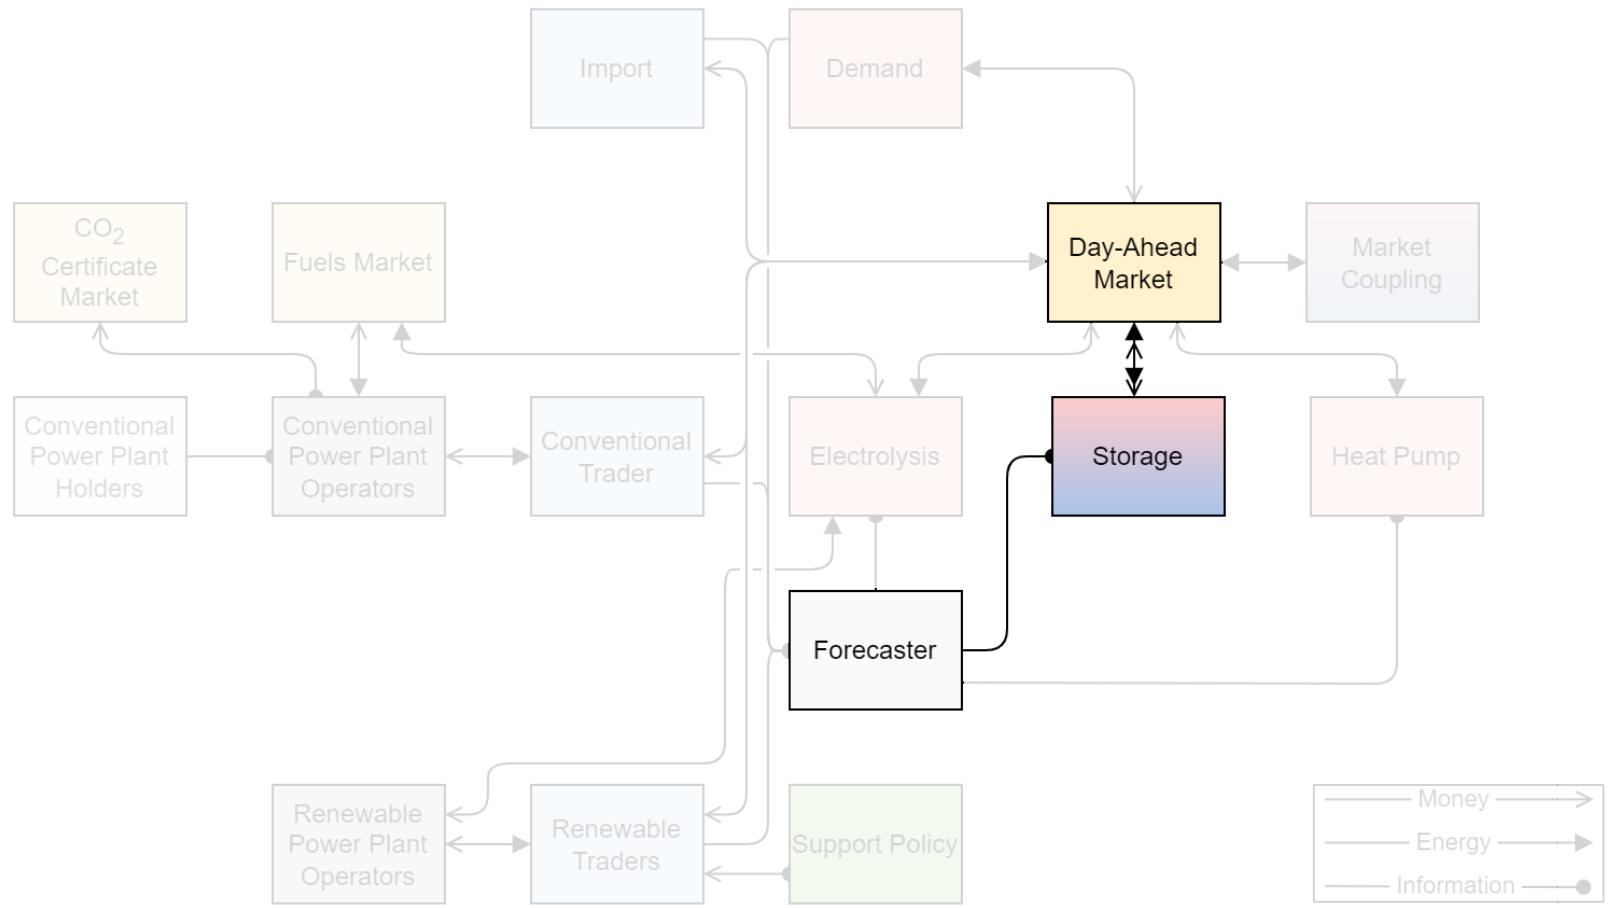 Import
Demand
CO2
Certificate
Market
Fuels Market
Day-Ahead
Market
Market
Coupling
Conventional
Power Plant
Holders
Conventional
Power Plant
Operators
Conventional
Trader
Electrolysis
Storage
Heat Pump
Forecaster
Renewable
Power Plant
Operators
Renewable
Traders
Support Policy
Money
Energy
Information